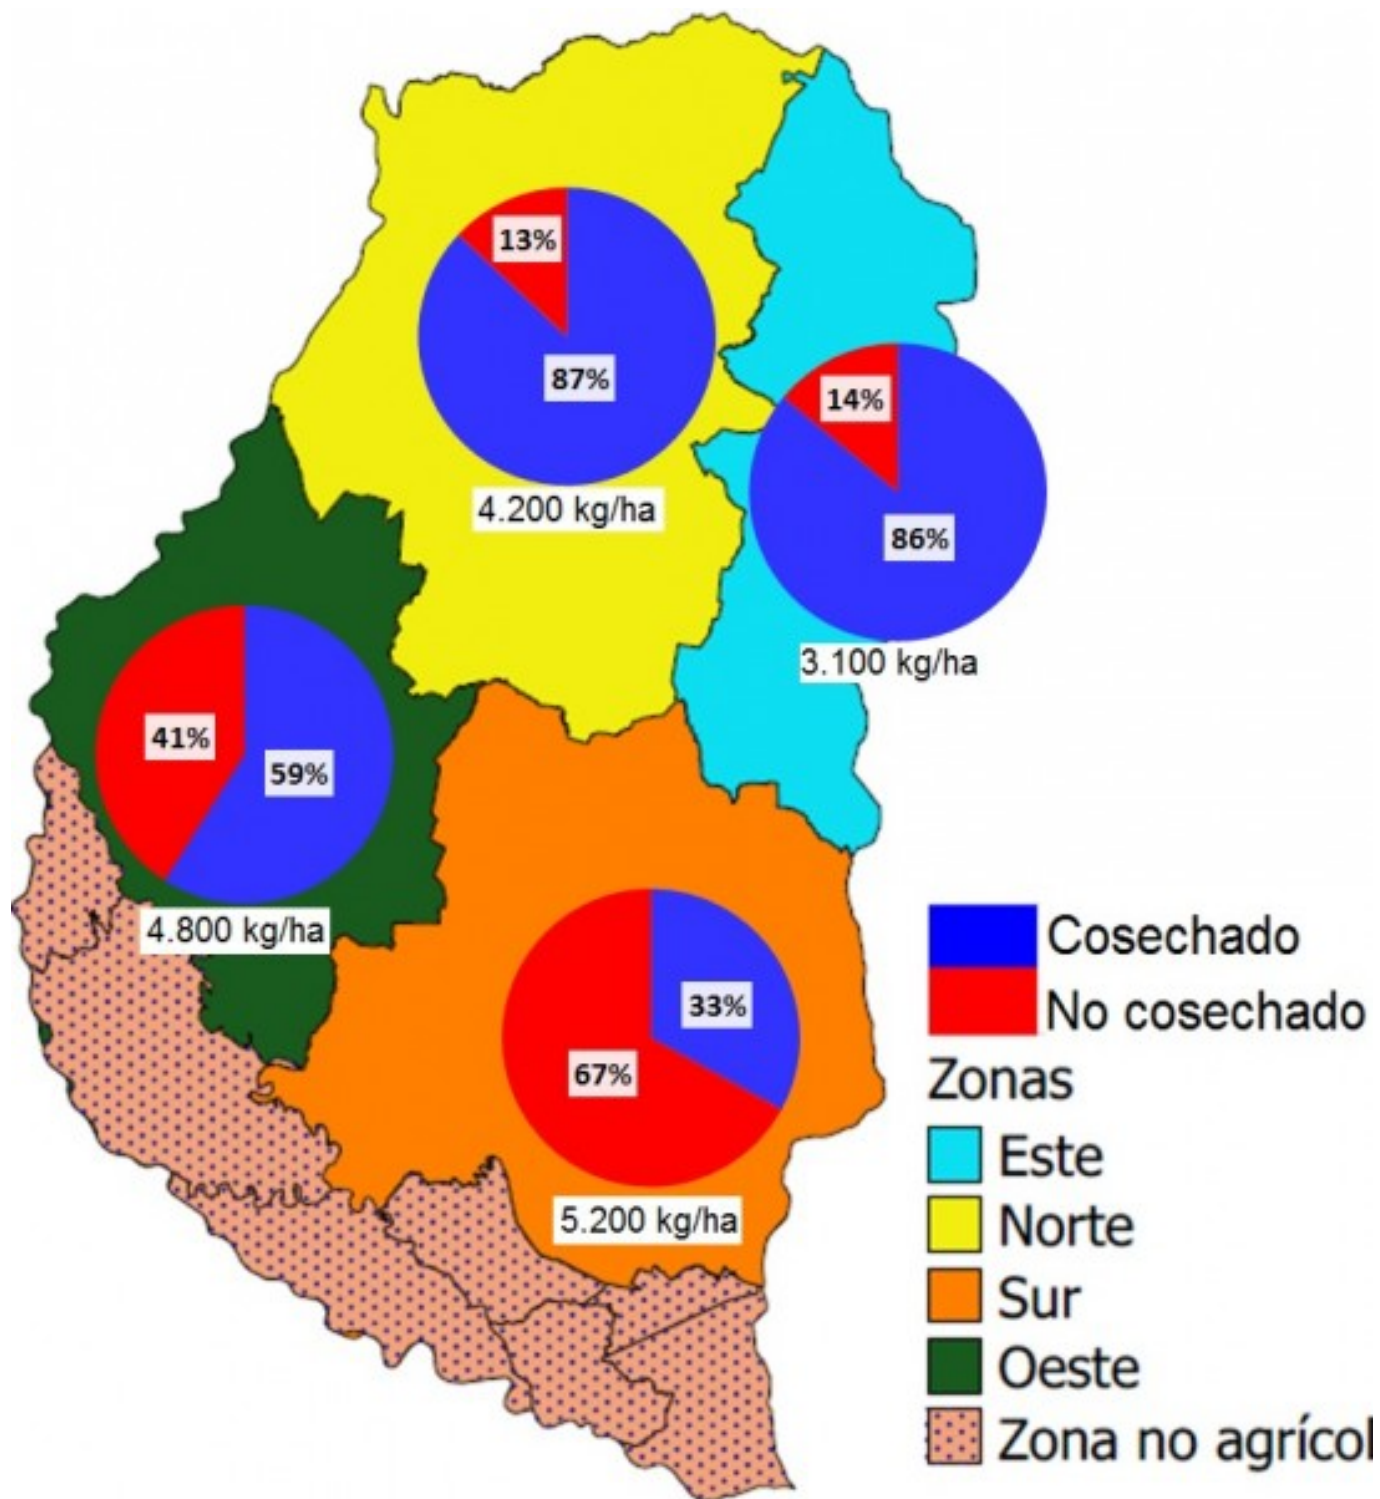 13%
87%
4.200 kg/ha
14%
86%
3.100 kg/ha
41%
59%
4.800 kg/ha
33%
67%
5.200 kg/ha
Cosechado
No cosechado
Zonas
Este
Norte
Sur
Oeste
Zona no agrícol